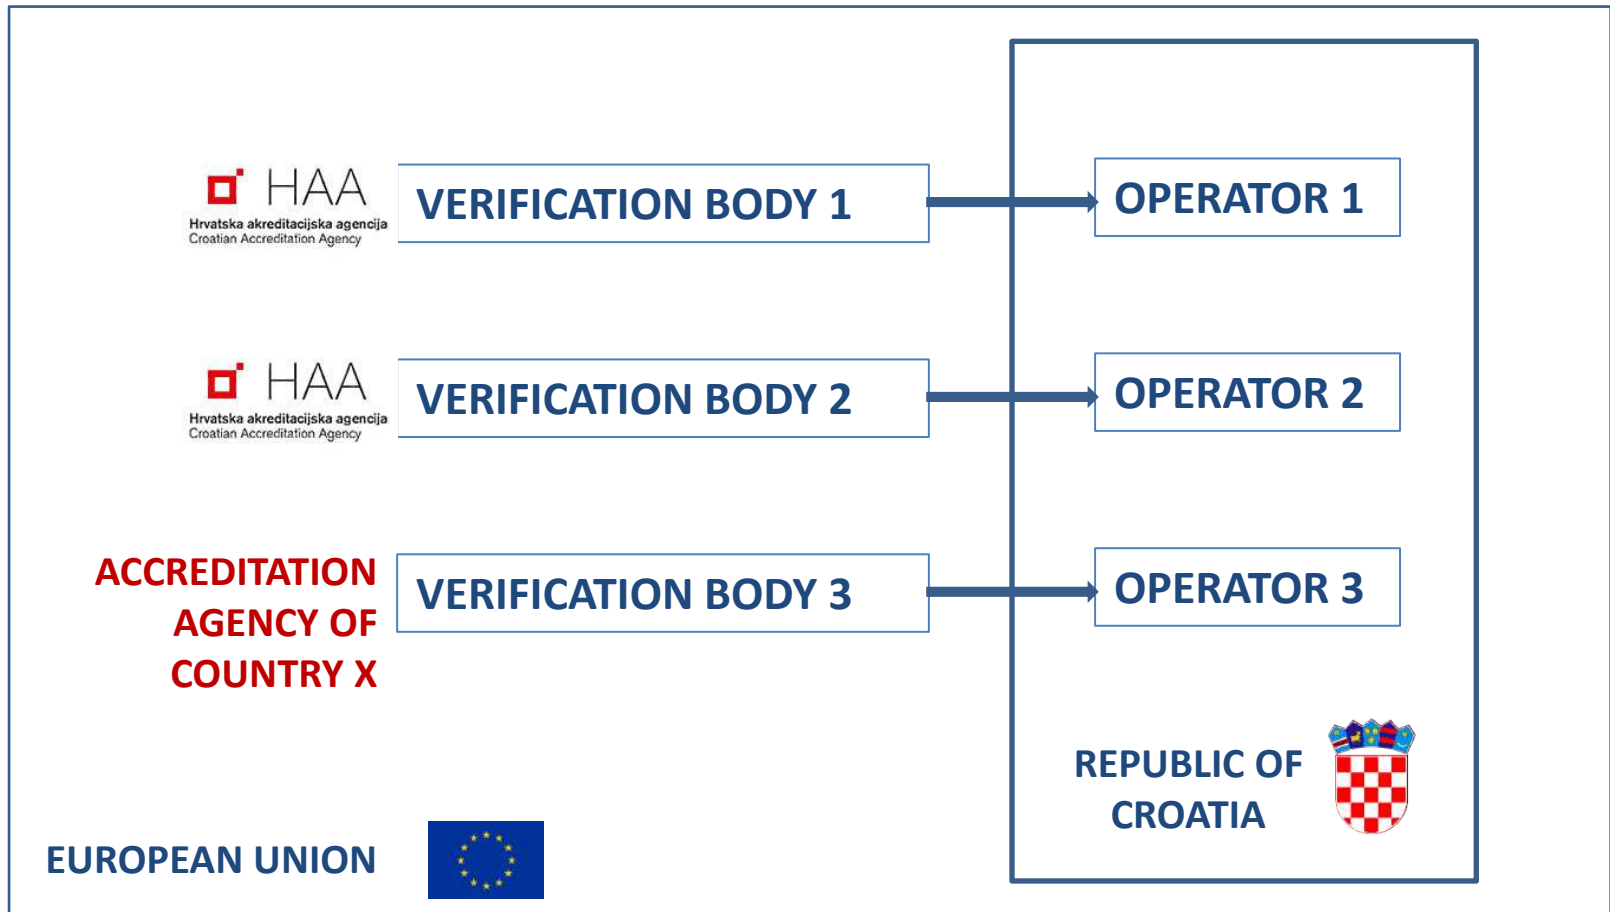 HAA
Hrvatska akreditacijska agencija
Croatian Accreditation Agency
VERIFICATION BODY 1
OPERATOR 1
HAA
Hrvatska akreditacijska agencija
Croatian Accreditation Agency
VERIFICATION BODY 2
OPERATOR 2
ACCREDITATION
AGENCY OF
COUNTRY X
VERIFICATION BODY 3
OPERATOR 3
REPUBLIC OF
CROATIA
EUROPEAN UNION